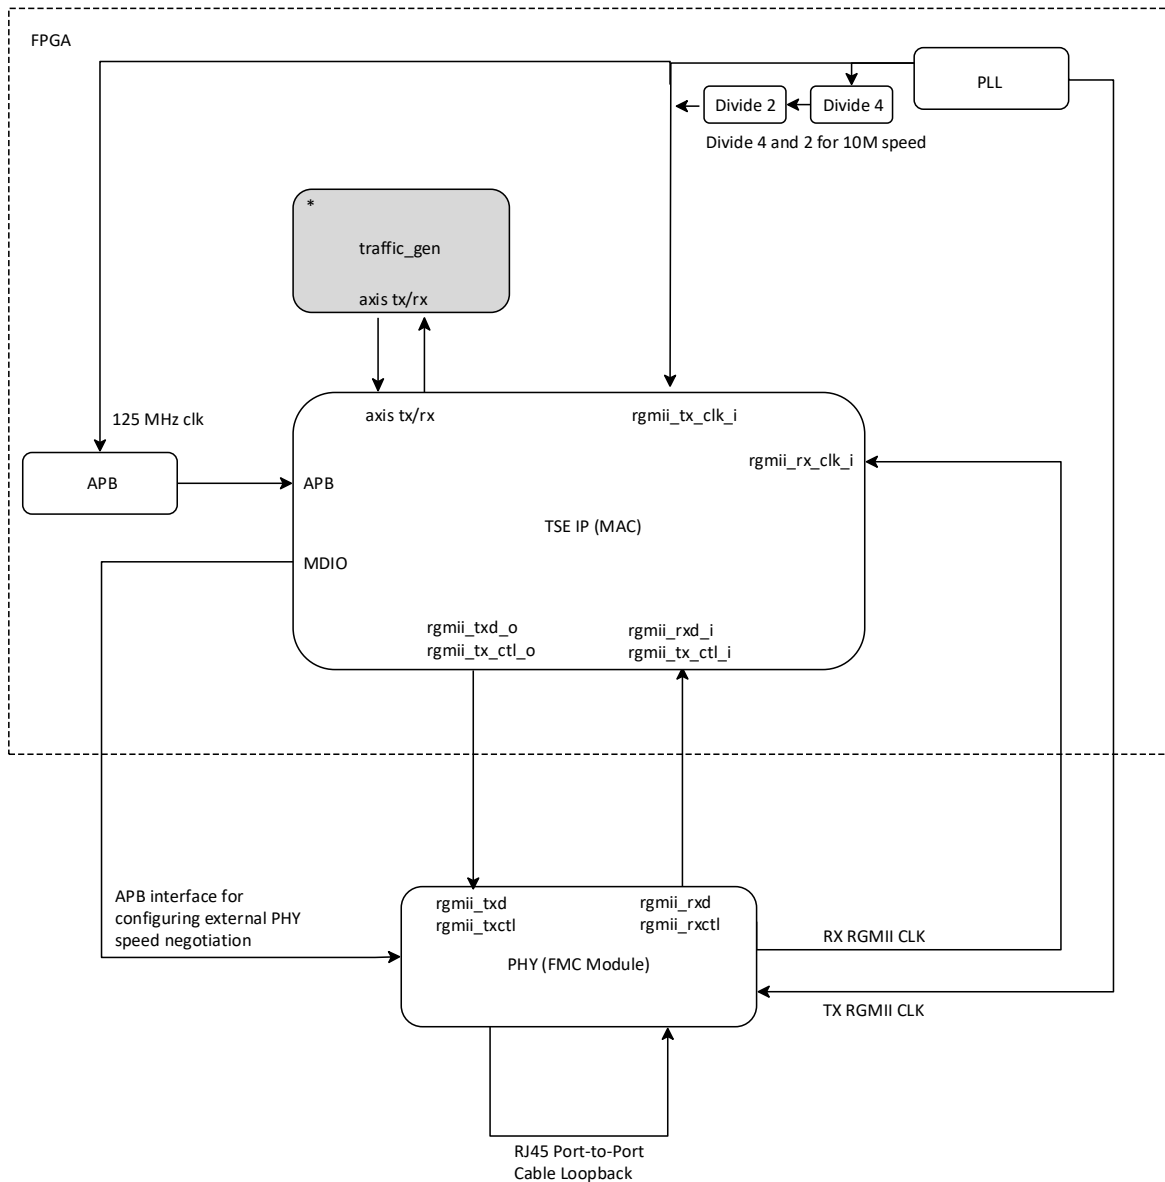 FPGA
PLL
Divide 2
Divide 4
Divide 4 and 2 for 10M speed
*
traffic_gen
axis tx/rx
125 MHz clk
axis tx/rx
rgmii_tx_clk_i
rgmii_rx_clk_i
APB
APB
TSE IP (MAC)
MDIO
rgmii_txd_o
rgmii_tx_ctl_o
rgmii_rxd_i
rgmii_tx_ctl_i
APB interface for
configuring external PHY
speed negotiation
rgmii_txd
rgmii_txctl
rgmii_rxd
rgmii_rxctl
PHY (FMC Module)
RX RGMII CLK
TX RGMII CLK
RJ45 Port-to-Port
Cable Loopback